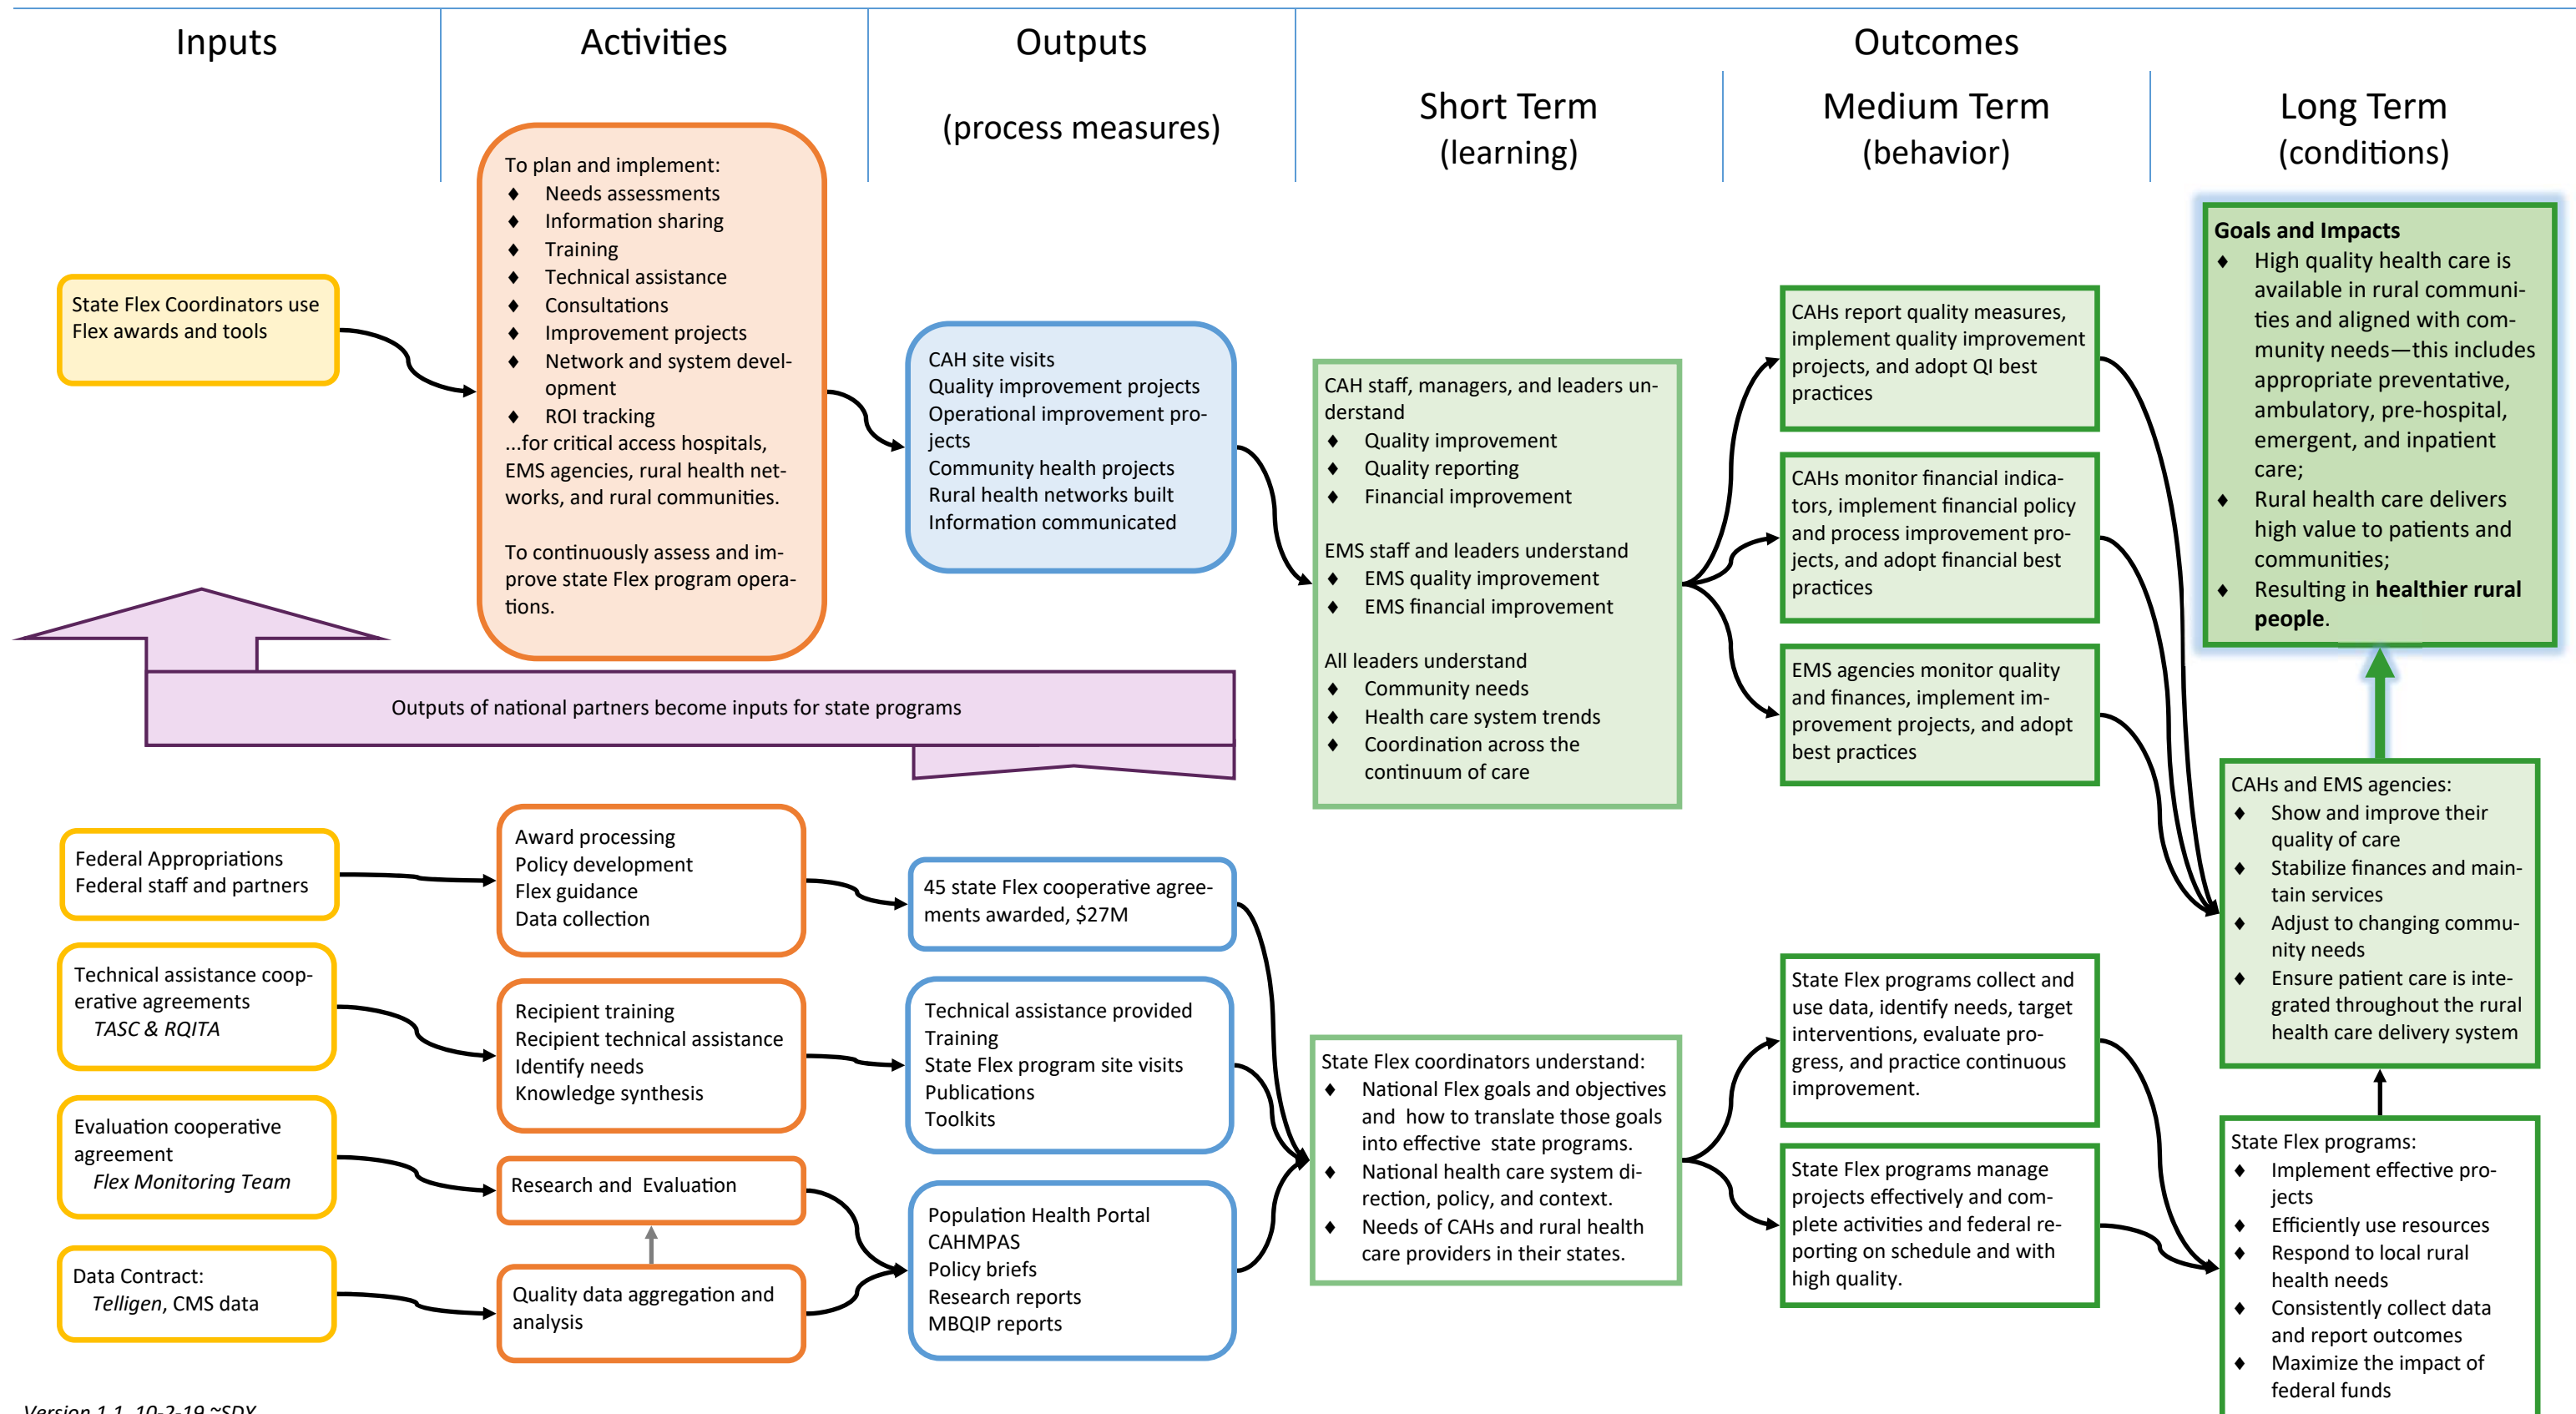 Inputs
Activities
Outputs
(process measures)
Outcomes
Short Term
(learning)
Medium Term
(behavior)
Long Term
(conditions)
State Flex Coordinators use
Flex awards and tools
To plan and implement:
♦ Needs assessments
♦ Information sharing
♦ Training
♦ Technical assistance
♦ Consultations
♦ Improvement projects
♦ Network and system devel-
opment
♦ ROI tracking
...for critical access hospitals,
EMS agencies, rural health net-
works, and rural communities.
To continuously assess and im-
prove state Flex program opera-
tions.
CAH site visits
Quality improvement projects
Operational improvement pro-
jects
Community health projects
Rural health networks built
Information communicated
CAH staff, managers, and leaders un-
derstand
♦ Quality improvement
♦ Quality reporting
♦ Financial improvement
EMS staff and leaders understand
♦ EMS quality improvement
♦ EMS financial improvement
All leaders understand
♦ Community needs
♦ Health care system trends
♦ Coordination across the
continuum of care
CAHs report quality measures,
implement quality improvement
projects, and adopt QI best
practices
CAHs monitor financial indica-
tors, implement financial policy
and process improvement pro-
jects, and adopt financial best
practices
EMS agencies monitor quality
and finances, implement im-
provement projects, and adopt
best practices
Goals and Impacts
♦ High quality health care is
available in rural communi-
ties and aligned with com-
munity needs—this includes
appropriate preventative,
ambulatory, pre-hospital,
emergent, and inpatient
care;
♦ Rural health care delivers
high value to patients and
communities;
♦ Resulting in healthier rural
people.
Outputs of national partners become inputs for state programs
CAHs and EMS agencies:
♦ Show and improve their
quality of care
♦ Stabilize finances and main-
tain services
♦ Adjust to changing commu-
nity needs
♦ Ensure patient care is inte-
grated throughout the rural
health care delivery system
Federal Appropriations
Federal staff and partners
Award processing
Policy development
Flex guidance
Data collection
45 state Flex cooperative agree-
ments awarded, $27M
Technical assistance coop-
erative agreements
TASC & RQITA
Recipient training
Recipient technical assistance
Identify needs
Knowledge synthesis
Technical assistance provided
Training
State Flex program site visits
Publications
Toolkits
Evaluation cooperative
agreement
Flex Monitoring Team
Research and Evaluation
Data Contract:
Telligen, CMS data
Quality data aggregation and
analysis
Population Health Portal
CAHMPAS
Policy briefs
Research reports
MBQIP reports
State Flex coordinators understand:
♦ National Flex goals and objectives
and how to translate those goals
into effective state programs.
♦ National health care system di-
rection, policy, and context.
♦ Needs of CAHs and rural health
care providers in their states.
State Flex programs collect and
use data, identify needs, target
interventions, evaluate pro-
gress, and practice continuous
improvement.
State Flex programs manage
projects effectively and com-
plete activities and federal re-
porting on schedule and with
high quality.
State Flex programs:
♦ Implement effective pro-
jects
♦ Efficiently use resources
♦ Respond to local rural
health needs
♦ Consistently collect data
and report outcomes
♦ Maximize the impact of
federal funds
Version 1.1, 10-2-19 ~SDY